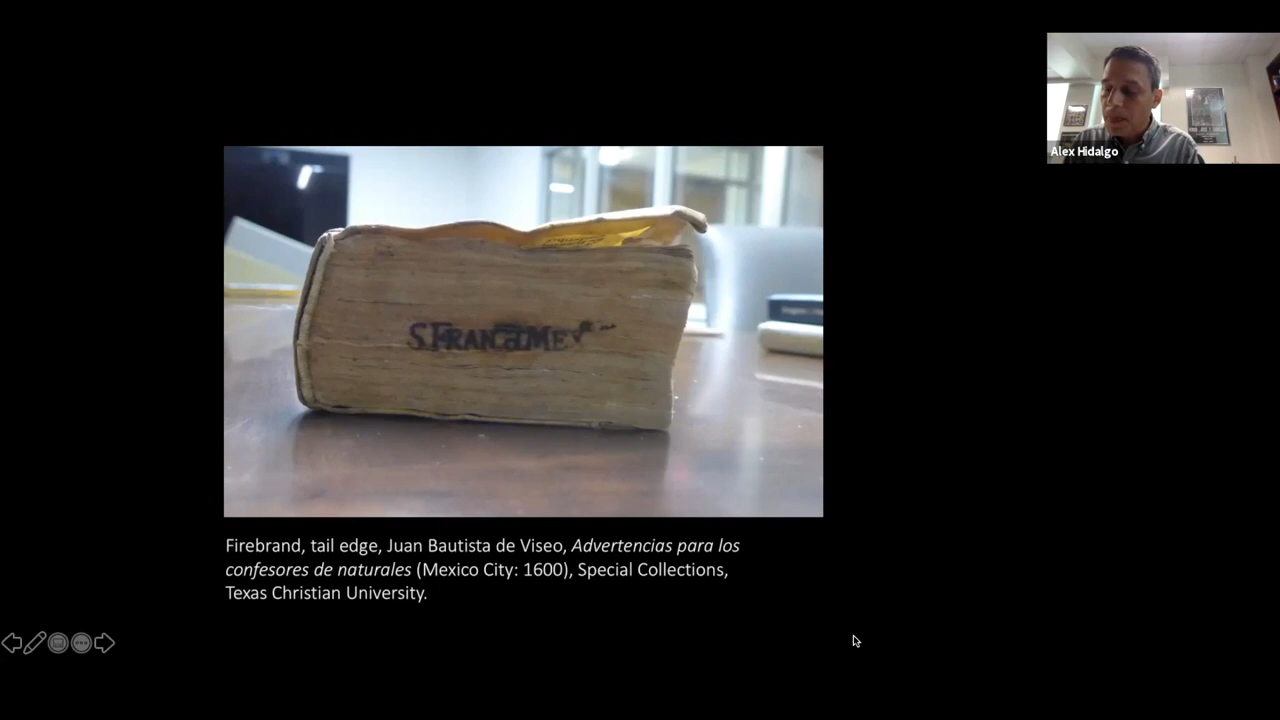 Alex Hidalgo
Firebrand, tail edge, Juan Bautista de Viseo, Advertencias para los
confesores de naturales (Mexico City: 1600), Special Collections,
Texas Christian University.